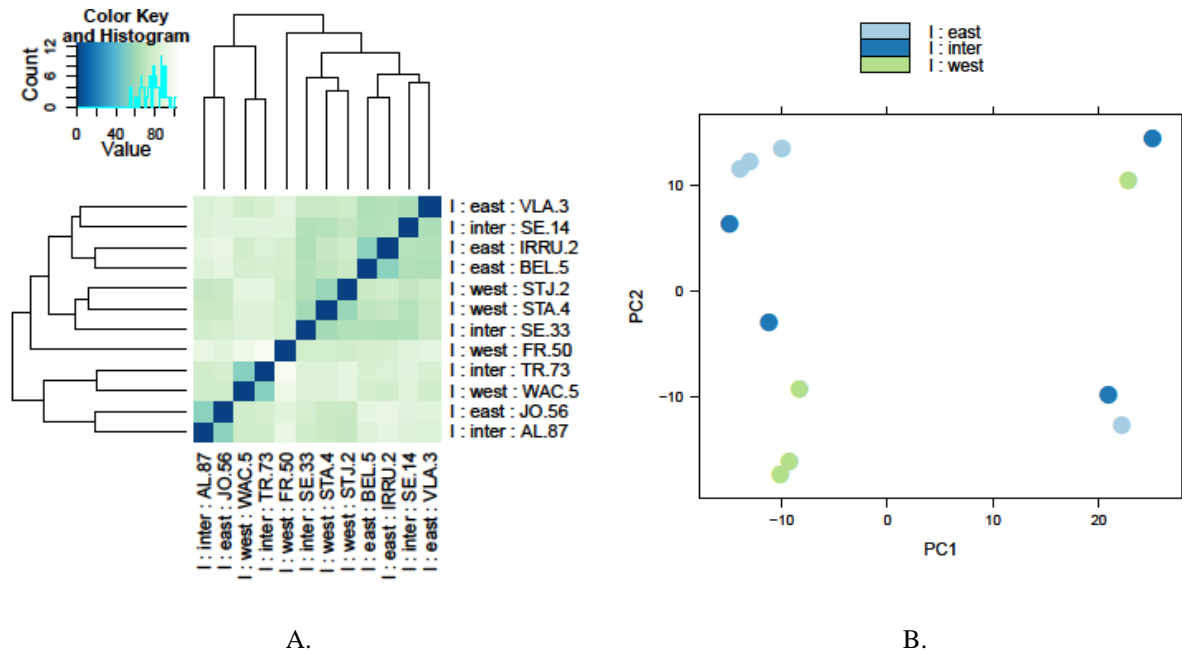 Color Key
and Histogram
Count
0 6 12
0 40 80
Value
I : east : VLA.3
I : inter : SE.14
I : east : IRRU.2
I : east : BEL.5
I : west : STJ.2
I : west : STA.4
I : inter : SE.33
I : west : FR.50
I : inter : TR.73
I : west : WAC.5
I : east : JO.56
I : inter : AL.87
I : inter : AL.87
I : east : JO.56
I : west : WAC.5
I : inter : TR.73
I : west : FR.50
I : inter : SE.33
I : west : STA.4
I : west : STJ.2
I : east : BEL.5
I : east : IRRU.2
I : inter : SE.14
I : east : VLA.3
A.
I : east
I : inter
I : west
PC2
10
0
−10
−10 0 10 20
PC1
B.